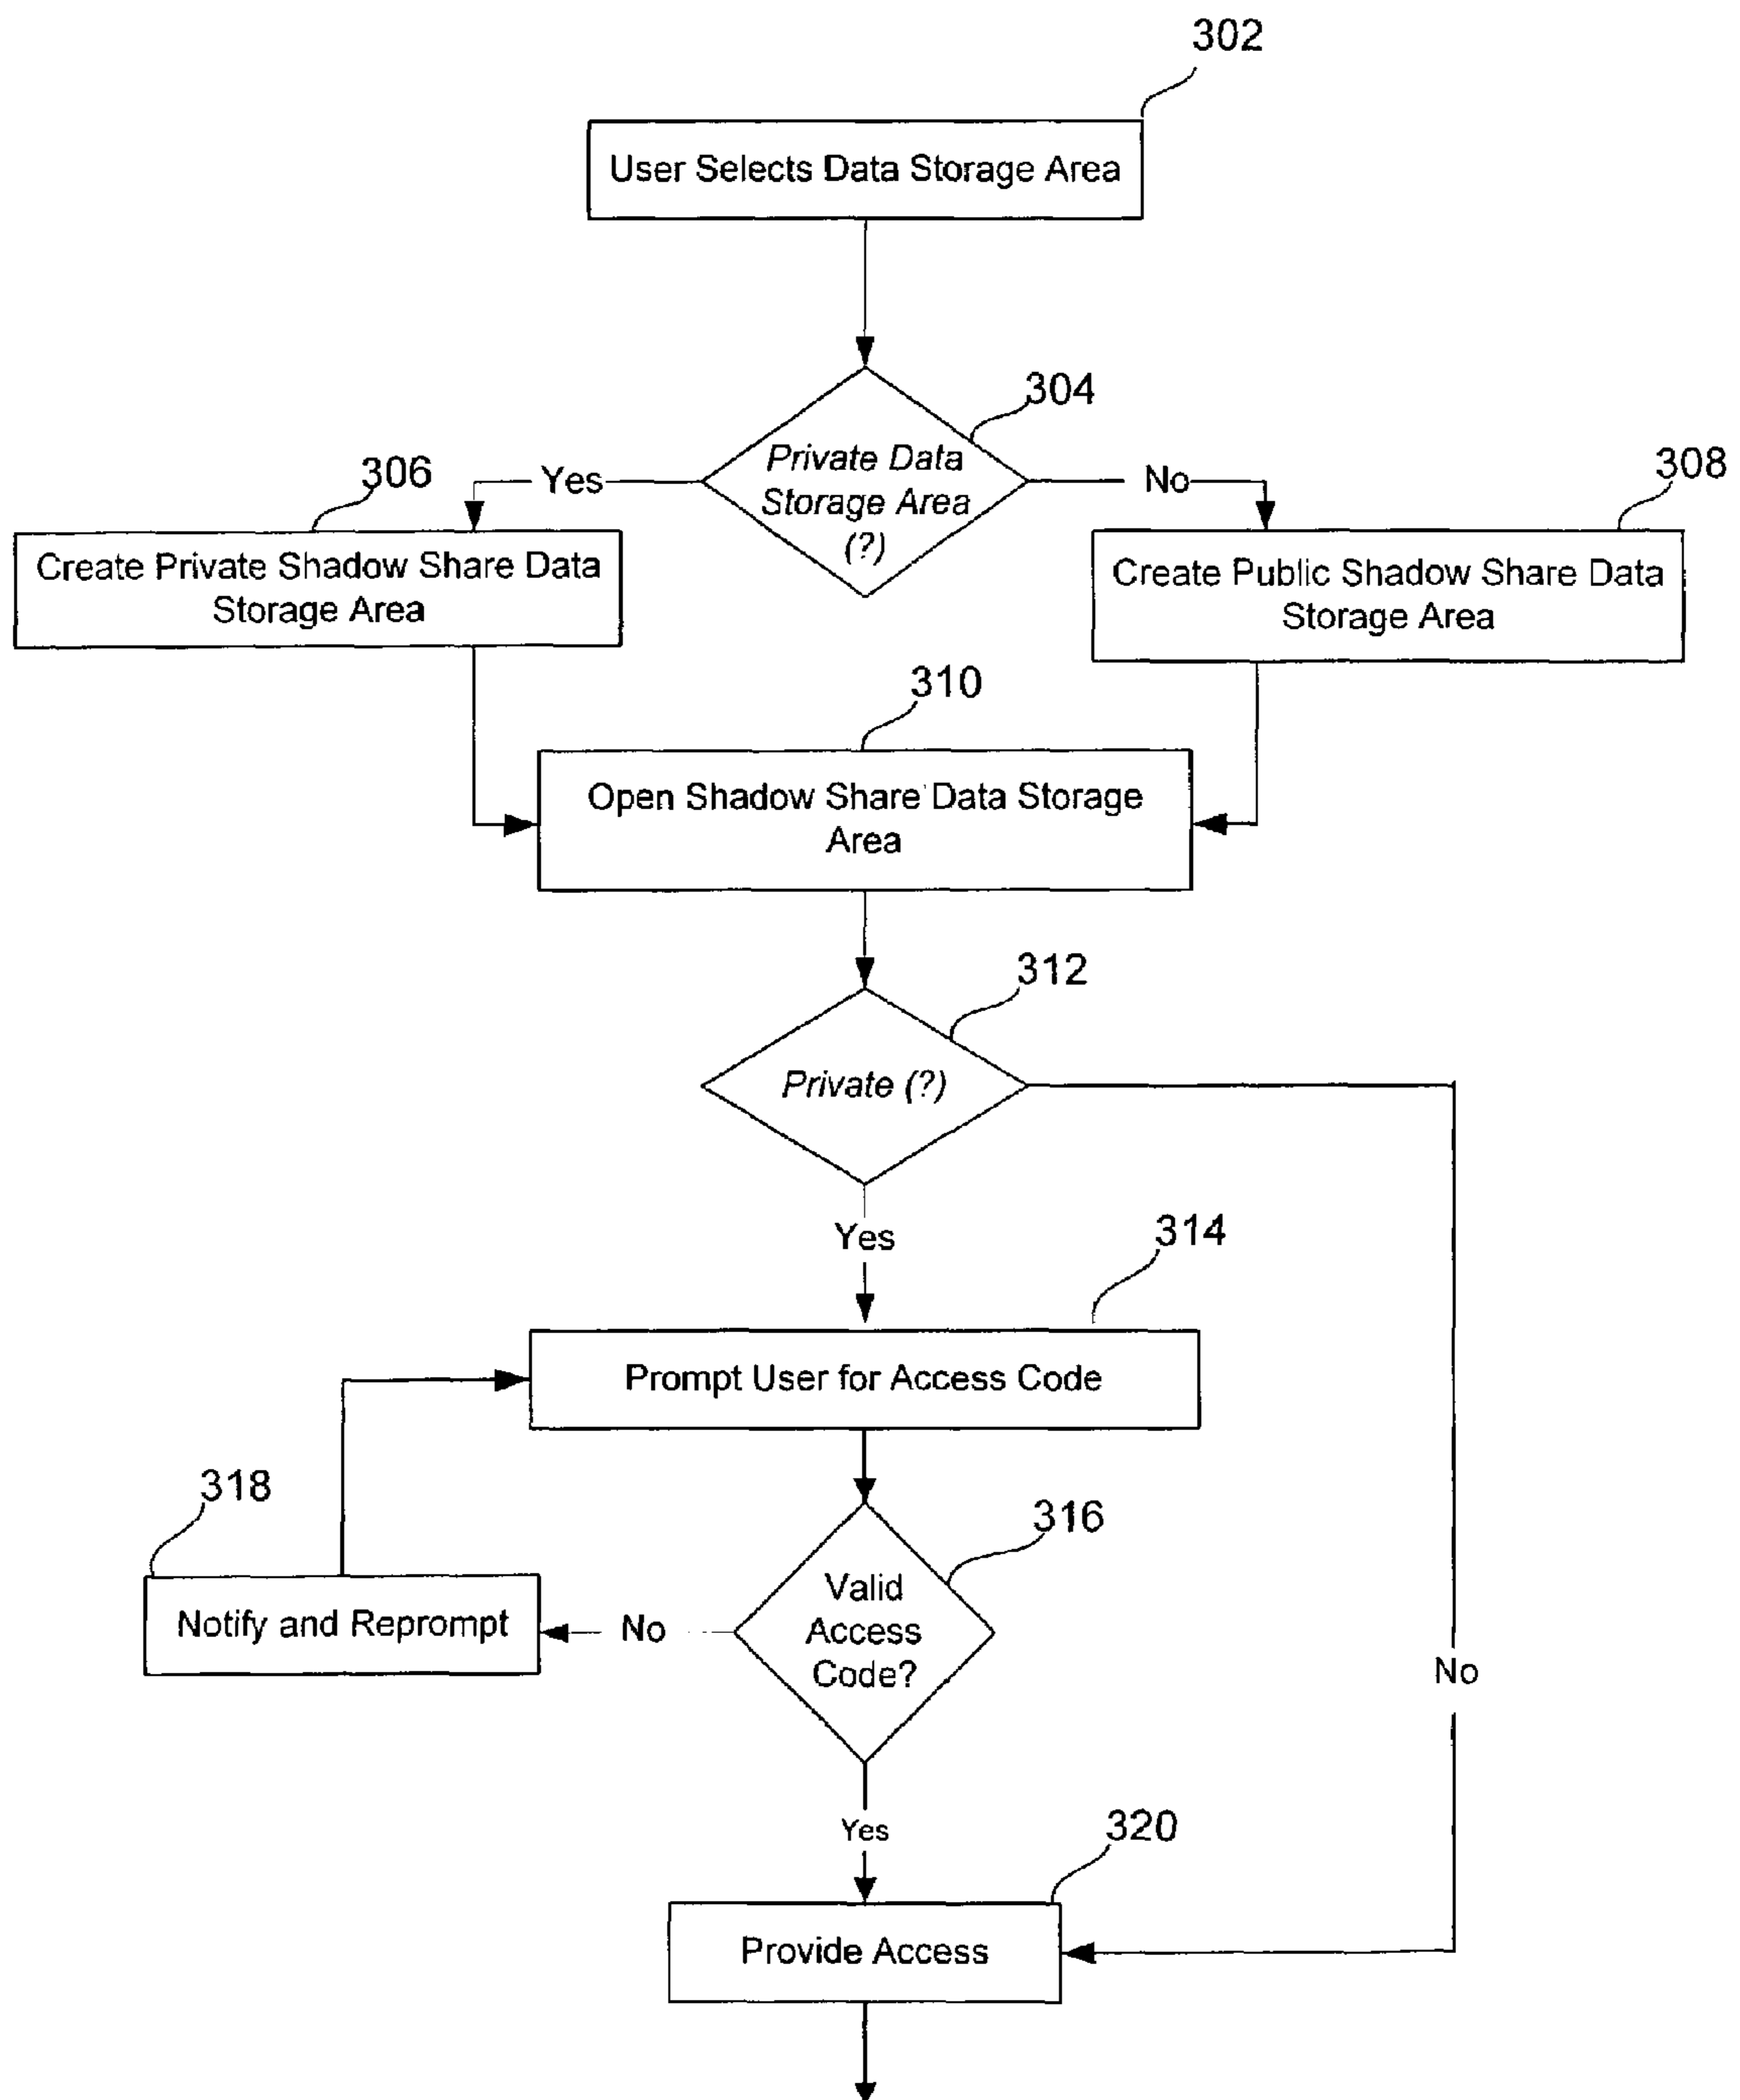 302
User Selects Data Storage Area
304
Private Data
Storage Area
(?)
Yes
No
306
308
Create Private Shadow Share Data
Storage Area
Create Public Shadow Share Data
Storage Area
310
Open Shadow Share Data Storage
Area
312
Private (?)
Yes
314
Prompt User for Access Code
318
316
Notify and Reprompt
No
Valid
Access
Code?
No
Yes
320
Provide Access